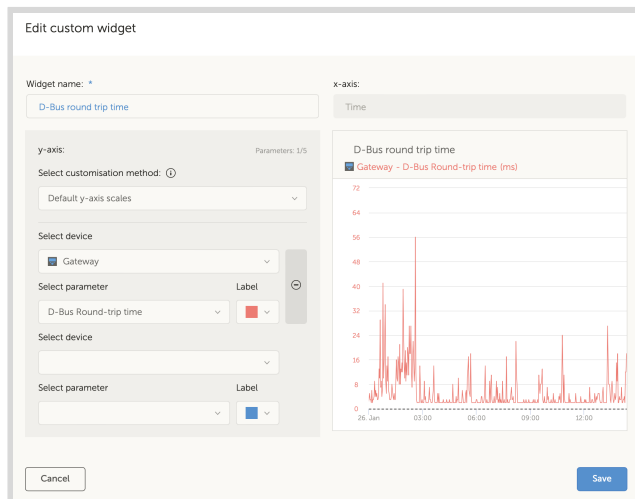 Edit custom widget
Widget name: *
D-Bus round trip time
x-axis:
Time
y-axis:
Parameters: 1/5
Select customisation method:
Default y-axis scales
Select device
Gateway
Select parameter
Label
D-Bus Round-trip time
Select device
Select parameter
Label
D-Bus round trip time
Gateway - D-Bus Round-trip time (ms)
72
64
56
48
40
32
24
16
8
0
26. Jan 03:00 06:00 09:00 12:00
Cancel
Save